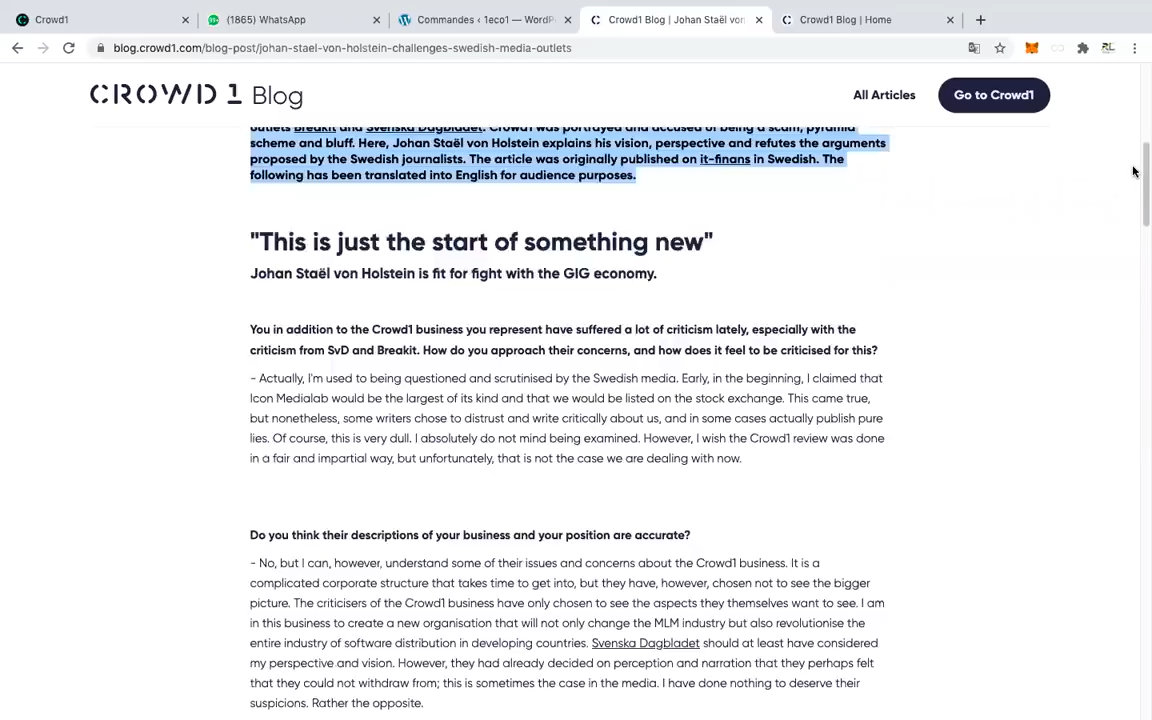 Crowd1
(1865) WhatsApp
Commandes ‹ 1eco1 — WordP
Crowd1 Blog | Johan Staël von
Crowd1 Blog | Home
blog.crowd1.com/blog-post/johan-stael-von-holstein-challenges-swedish-media-outlets
CROWD 1 Blog
All Articles
Go to Crowd1
outlets Breakit and Svenska Dagbladet. Crowd1 was portrayed and accused of being a scam, pyramid
scheme and bluff. Here, Johan Staël von Holstein explains his vision, perspective and refutes the arguments
proposed by the Swedish journalists. The article was originally published on it-finans in Swedish. The
following has been translated into English for audience purposes.
"This is just the start of something new"
Johan Staël von Holstein is fit for fight with the GIG economy.
You in addition to the Crowd1 business you represent have suffered a lot of criticism lately, especially with the
criticism from SvD and Breakit. How do you approach their concerns, and how does it feel to be criticised for this?
- Actually, I'm used to being questioned and scrutinised by the Swedish media. Early, in the beginning, I claimed that
Icon Medialab would be the largest of its kind and that we would be listed on the stock exchange. This came true,
but nonetheless, some writers chose to distrust and write critically about us, and in some cases actually publish pure
lies. Of course, this is very dull. I absolutely do not mind being examined. However, I wish the Crowd1 review was done
in a fair and impartial way, but unfortunately, that is not the case we are dealing with now.
Do you think their descriptions of your business and your position are accurate?
- No, but I can, however, understand some of their issues and concerns about the Crowd1 business. It is a
complicated corporate structure that takes time to get into, but they have, however, chosen not to see the bigger
picture. The criticisers of the Crowd1 business have only chosen to see the aspects they themselves want to see. I am
in this business to create a new organisation that will not only change the MLM industry but also revolutionise the
entire industry of software distribution in developing countries. Svenska Dagbladet should at least have considered
my perspective and vision. However, they had already decided on perception and narration that they perhaps felt
that they could not withdraw from; this is sometimes the case in the media. I have done nothing to deserve their
suspicions. Rather the opposite.